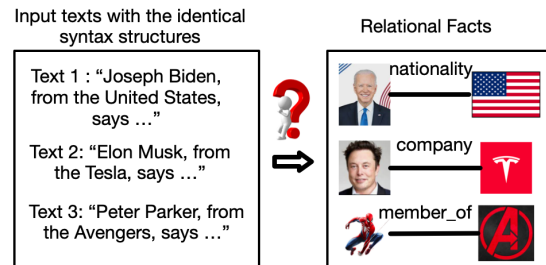 Input texts with the identical
syntax structures
Text 1 : “Joseph Biden,
from the United States,
says …”
Text 2: “Elon Musk, from
the Tesla, says …”
Text 3: “Peter Parker, from
the Avengers, says …”
Relational Facts
nationality
company
member_of